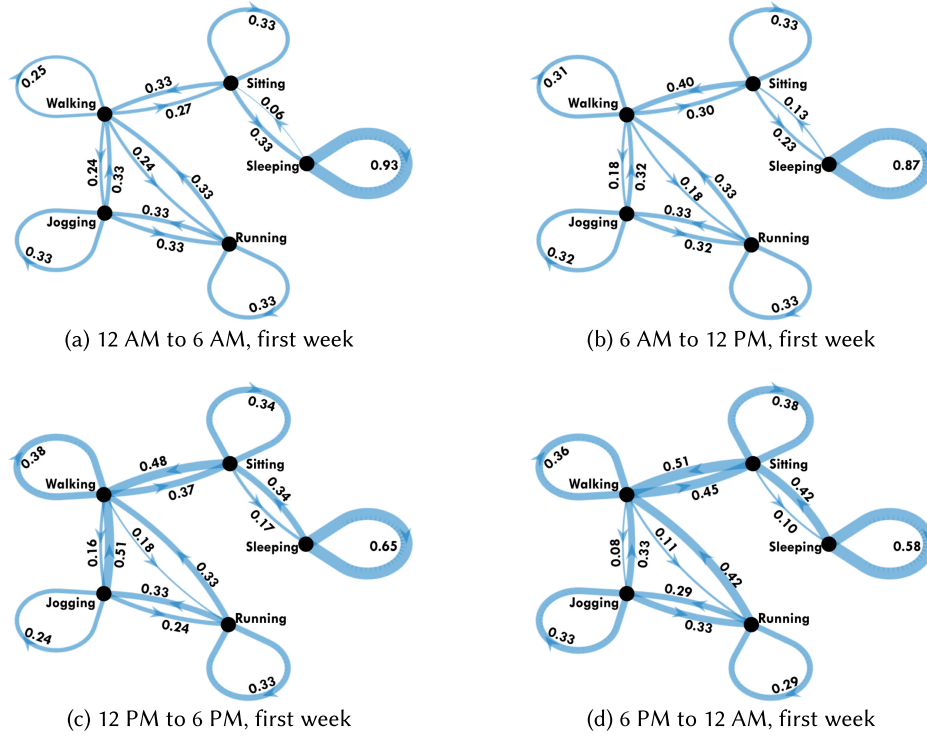 0.33
0.25
Walking
0.33
0.27
Sitting
0.06
0.33
Sleeping
0.93
0.24
0.33
0.24
0.33
Jogging
0.33
0.33
Running
0.33
0.33
(a) 12 AM to 6 AM, first week
0.33
0.31
Walking
0.40
0.30
Sitting
0.13
0.23
Sleeping
0.87
0.18
0.32
0.18
0.33
Jogging
0.33
0.32
Running
0.32
0.33
(b) 6 AM to 12 PM, first week
0.34
0.38
Walking
0.48
0.37
Sitting
0.34
0.17
Sleeping
0.65
0.16
0.51
0.18
0.33
Jogging
0.33
0.24
Running
0.24
0.33
(c) 12 PM to 6 PM, first week
0.38
0.36
Walking
0.51
0.45
Sitting
0.42
0.10
Sleeping
0.58
0.08
0.33
0.11
0.42
Jogging
0.29
0.33
Running
0.33
0.29
(d) 6 PM to 12 AM, first week